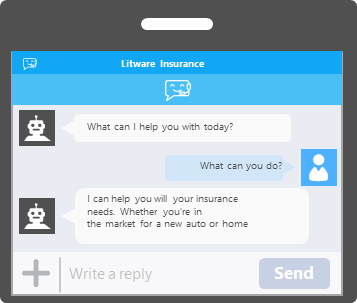 Litware Insurance
What can I help you with today?
What can you do?
I can help you will your insurance
needs. Whether you're in
the market for a new auto or home
Write a reply
Send